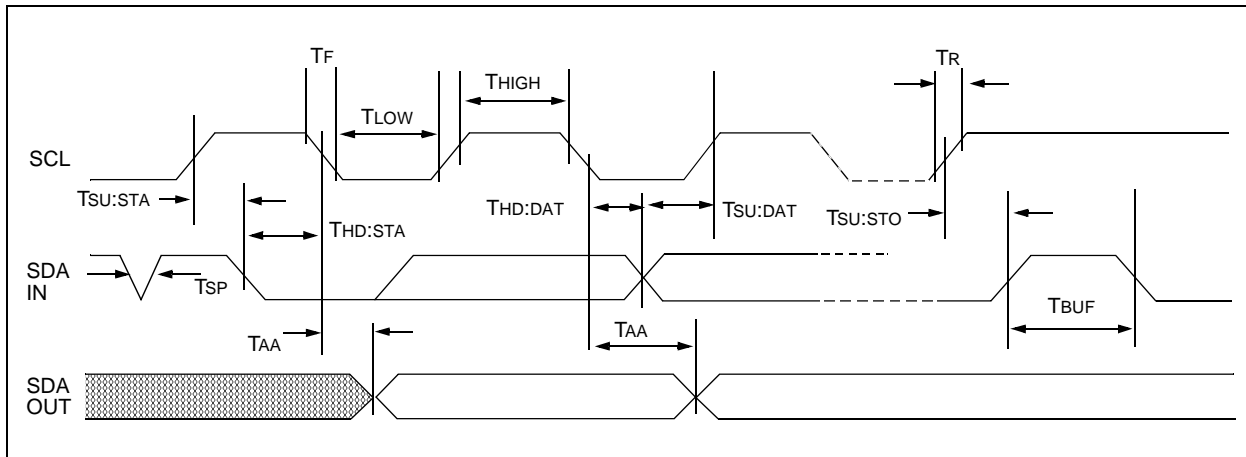 TF
TR
THIGH
TLOW
SCL
TSU:STA
THD:DAT
TSU:DAT
TSU:STO
THD:STA
SDA
IN
TSP
TBUF
TAA
TAA
SDA
OUT